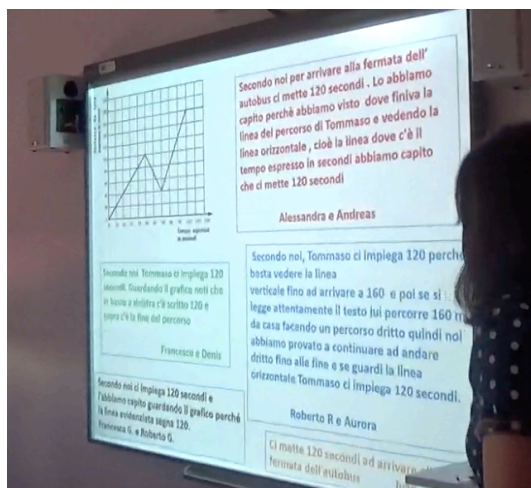 Tempo espresso
in secondi
Secondo noi per arrivare alla fermata dell'
autobus ci mette 120 secondi . Lo abbiamo
capito perchè abbiamo visto dove finiva la
linea del percorso di Tommaso e vedendo la
linea orizzontale , cioè la linea dove c'è il
tempo espresso in secondi abbiamo capito
che ci mette 120 secondi
Alessandra e Andreas
Secondo noi Tommaso ci impiega 120
secondi. Guardando il grafico noti che
in basso a sinistra c'è scritto 120 e
sopra c'è la fine del percorso
Francesco e Denis
Secondo noi, Tommaso ci impiega 120 perch
basta vedere la linea
verticale fino ad arrivare a 160 e poi se si
legge attentamente il testo lui percorre 160 m
da casa facendo un percorso dritto quindi noi
abbiamo provato a continuare ad andare
dritto fino alla fine e se guardi la linea
orizzontale Tommaso ci impiega 120 secondi.
Roberto R e Aurora
Secondo noi ci impiega 120 secondi e
l'abbiamo capito guardando il grafico perché
la linea evidenziata segna 120.
Francesca G. e Roberto G.
Ci mette 120 secondi ad arrivare
fermata dell'autobus